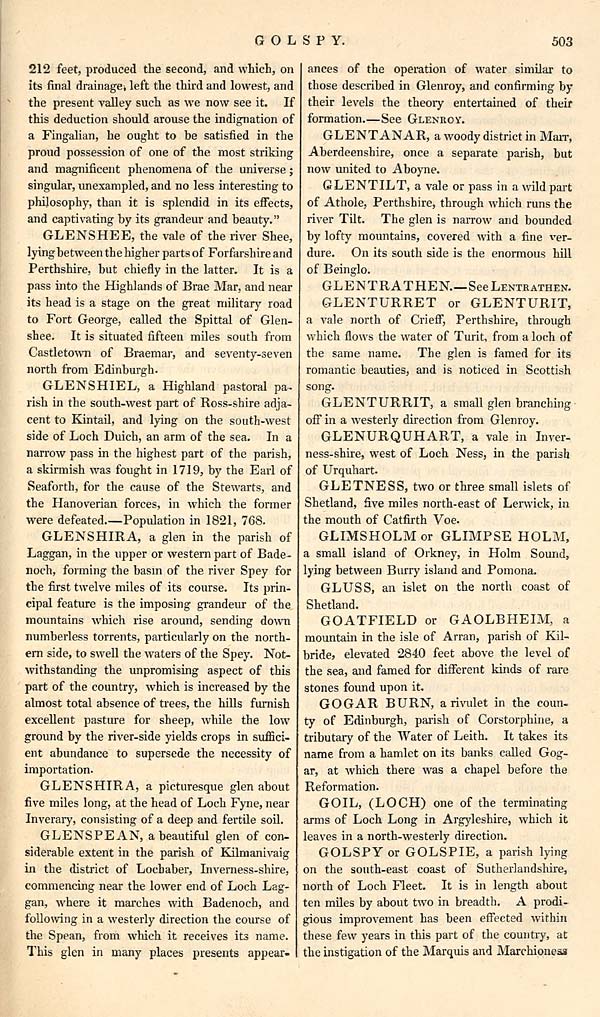 GOLSPY. 503
212 feet, produced the second, and which, on
its final drainage, left the third and lowest, and
the present valley such as we now see it. If
this deduction should arouse the indignation of
a Fingalian, he ought to be satisfied in the
proud possession of one of the most striking
and magnificent phenomena of the universe;
singular, unexampled, and no less interesting to
philosophy, than it is splendid in its effects,
and captivating by its grandeur and beauty."
GLENSHEE, the vale of the river Shee,
lying between the higher parts of Forfarshire and
Perthshire, but chiefly in the latter. It is a
pass into the Highlands of Brae Mar, and near
its head is a stage on the great military road
to Fort George, called the Spittal of Glen-
shee. It is situated fifteen miles south from
Castletown of Braemar, and seventy-seven
north from Edinburgh.
GLENSHIEL, a Highland pastoral pa-
rish in the south-west part of Ross-shire adja-
cent to Kintail, and lying on the south-west
side of Loch Duich, an arm of the sea. In a
narrow pass in the highest part of the parish,
a skirmish was fought in 1719, by the Earl of
Seaforth, for the cause of the Stewarts, and
the Hanoverian forces, in which the former
were defeated.—Population in 1821, 768.
GLENSHIRA, a glen in the parish of
Laggan, in the upper or western part of Bade-
noch, forming the basin of the river Spey for
the first twelve miles of its course. Its prin-
cipal feature is the imposing grandeur of the
mountains which rise around, sending down
numberless torrents, particularly on the north-
ern side, to swell the waters of the Spey. Not-
withstanding the unpromising aspect of this
part of the country, which is increased by the
almost total absence of trees, the hills furnish
excellent pasture for sheep, while the low
ground by the river-side yields crops in suffici-
ent abundance to supersede the necessity of
importation.
GLENSHIRA, a picturesque glen about
five miles long, at the head of Loch Fyne, near
Inverary, consisting of a deep and fertile soil.
GLENSPEAN, a beautiful glen of con-
siderable extent in the parish of Kilmanivaig
in the district of Lochaber, Inverness-shire,
commencing near the lower end of Loch Lag-
gan, where it marches with Badenoch, and
following in a westerly direction the course of
the Spean, from which it receives its name.
This glen in many places presents appear-
ances of the operation of water similar to
those described in Glenroy, and confirming by
their levels the theory entertained of their
formation.—See GLENROY.
GLENTANAR, a woody district in Marr,
Aberdeenshire, once a separate parish, but
now united to Aboyne.
GLENTILT, a vale or pass in a wild part
of Athole, Perthshire, through which runs the
river Tilt. The glen is narrow and bounded
by lofty mountains, covered with a fine ver-
dure. On its south side is the enormous hill
of Beinglo.
GLENTRATHEN.—See LENTRATHEN.
GLENTURRET or GLENTURIT,
a vale north of Crieff, Perthshire, through
which flows the water of Turit, from a loch of
the same name. The glen is famed for its
romantic beauties, and is noticed in Scottish
song.
GLENTURRIT, a small glen branching
off in a westerly direction from Glenroy.
GLENURQUHART, a vale in Inver-
ness-shire, west of Loch Ness, in the parish
of Urquhart.
GLETNESS, two or three small islets of
Shetland, five miles north-east of Lerwick, in
the mouth of Catfirth Voe.
GLIMSHOLM or GLIMPSE HOLM,
a small island of Orkney, in Holm Sound,
lying between Burry island and Pomona.
GLUSS, an islet on the north coast of
Shetland.
GOATFIELD or GAOLBHEIM, a
mountain in the isle of Arran, parish of Kil-
bride, elevated 2840 feet above the level of
the sea, and famed for different kinds of rare
stones found upon it.
GOGAR BURN, a rivulet in the coun-
ty of Edinburgh, parish of Corstorphine, a
tributary of the Water of Leith. It takes its
name from a hamlet on its banks called Gog-
ar, at which there was a chapel before the
Reformation.
GOIL, (LOCH) one of the terminating
arms of Loch Long in Argyleshire, which it
leaves in a north-westerly direction.
GOLSPY or GOLSPIE, a parish lying
on the south-east coast of Sutherlandshire,
north of Loch Fleet. It is in length about
ten miles by about two in breadth. A prodi-
gious improvement has been effected within
these few years in this part of the country, at
the instigation of the Marquis and Marchioness